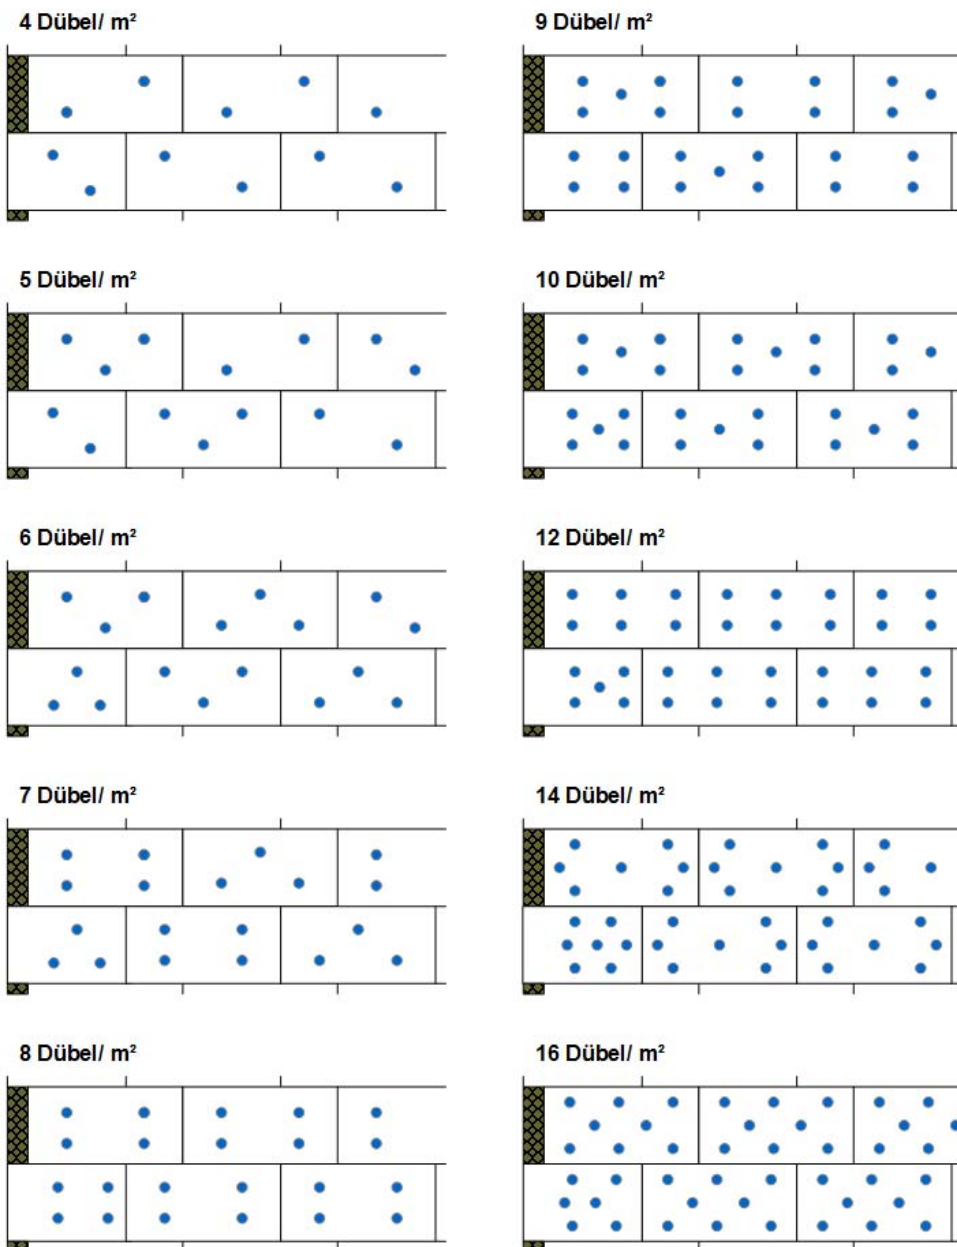 4 Dübel/ m²
9 Dübel/ m²
5 Dübel/ m²
10 Dübel/ m²
6 Dübel/ m²
12 Dübel/ m²
7 Dübel/ m²
14 Dübel/ m²
8 Dübel/ m²
16 Dübel/ m²